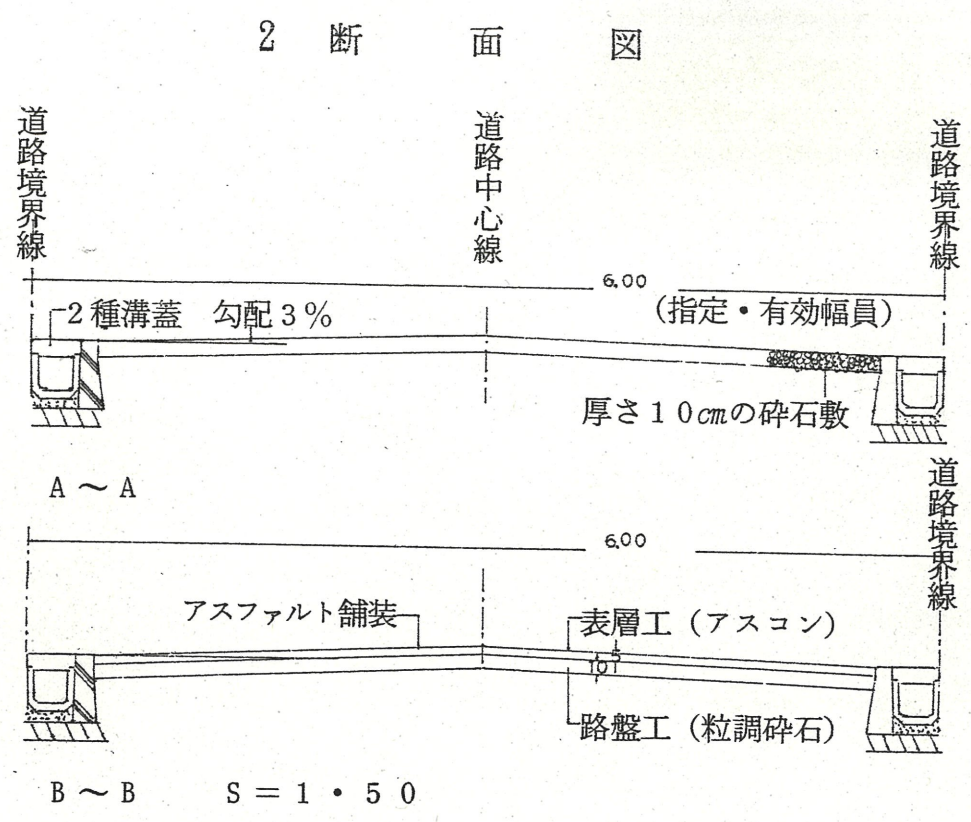 2 断 面 図
道路境界線
道路中心線
道路境界線
6.00
2種溝蓋 勾配3%
(指定・有効幅員)
厚さ10cmの砕石敷
A~A
道路境界線
6.00
アスファルト舗装
表層工(アスコン)
5
10
路盤工(粒調砕石)
B~B S=1・50